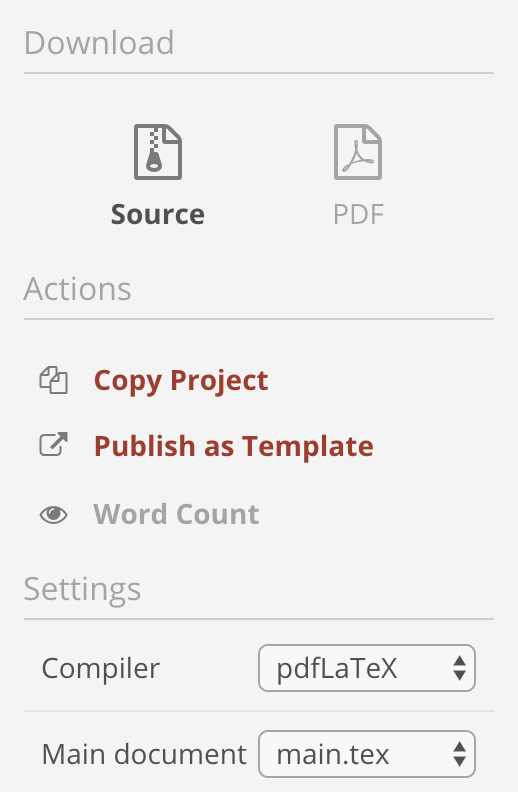 Download
Source PDF
Actions
Copy Project
Publish as Template
Word Count
Settings
Compiler pdfLaTeX
Main document main.tex